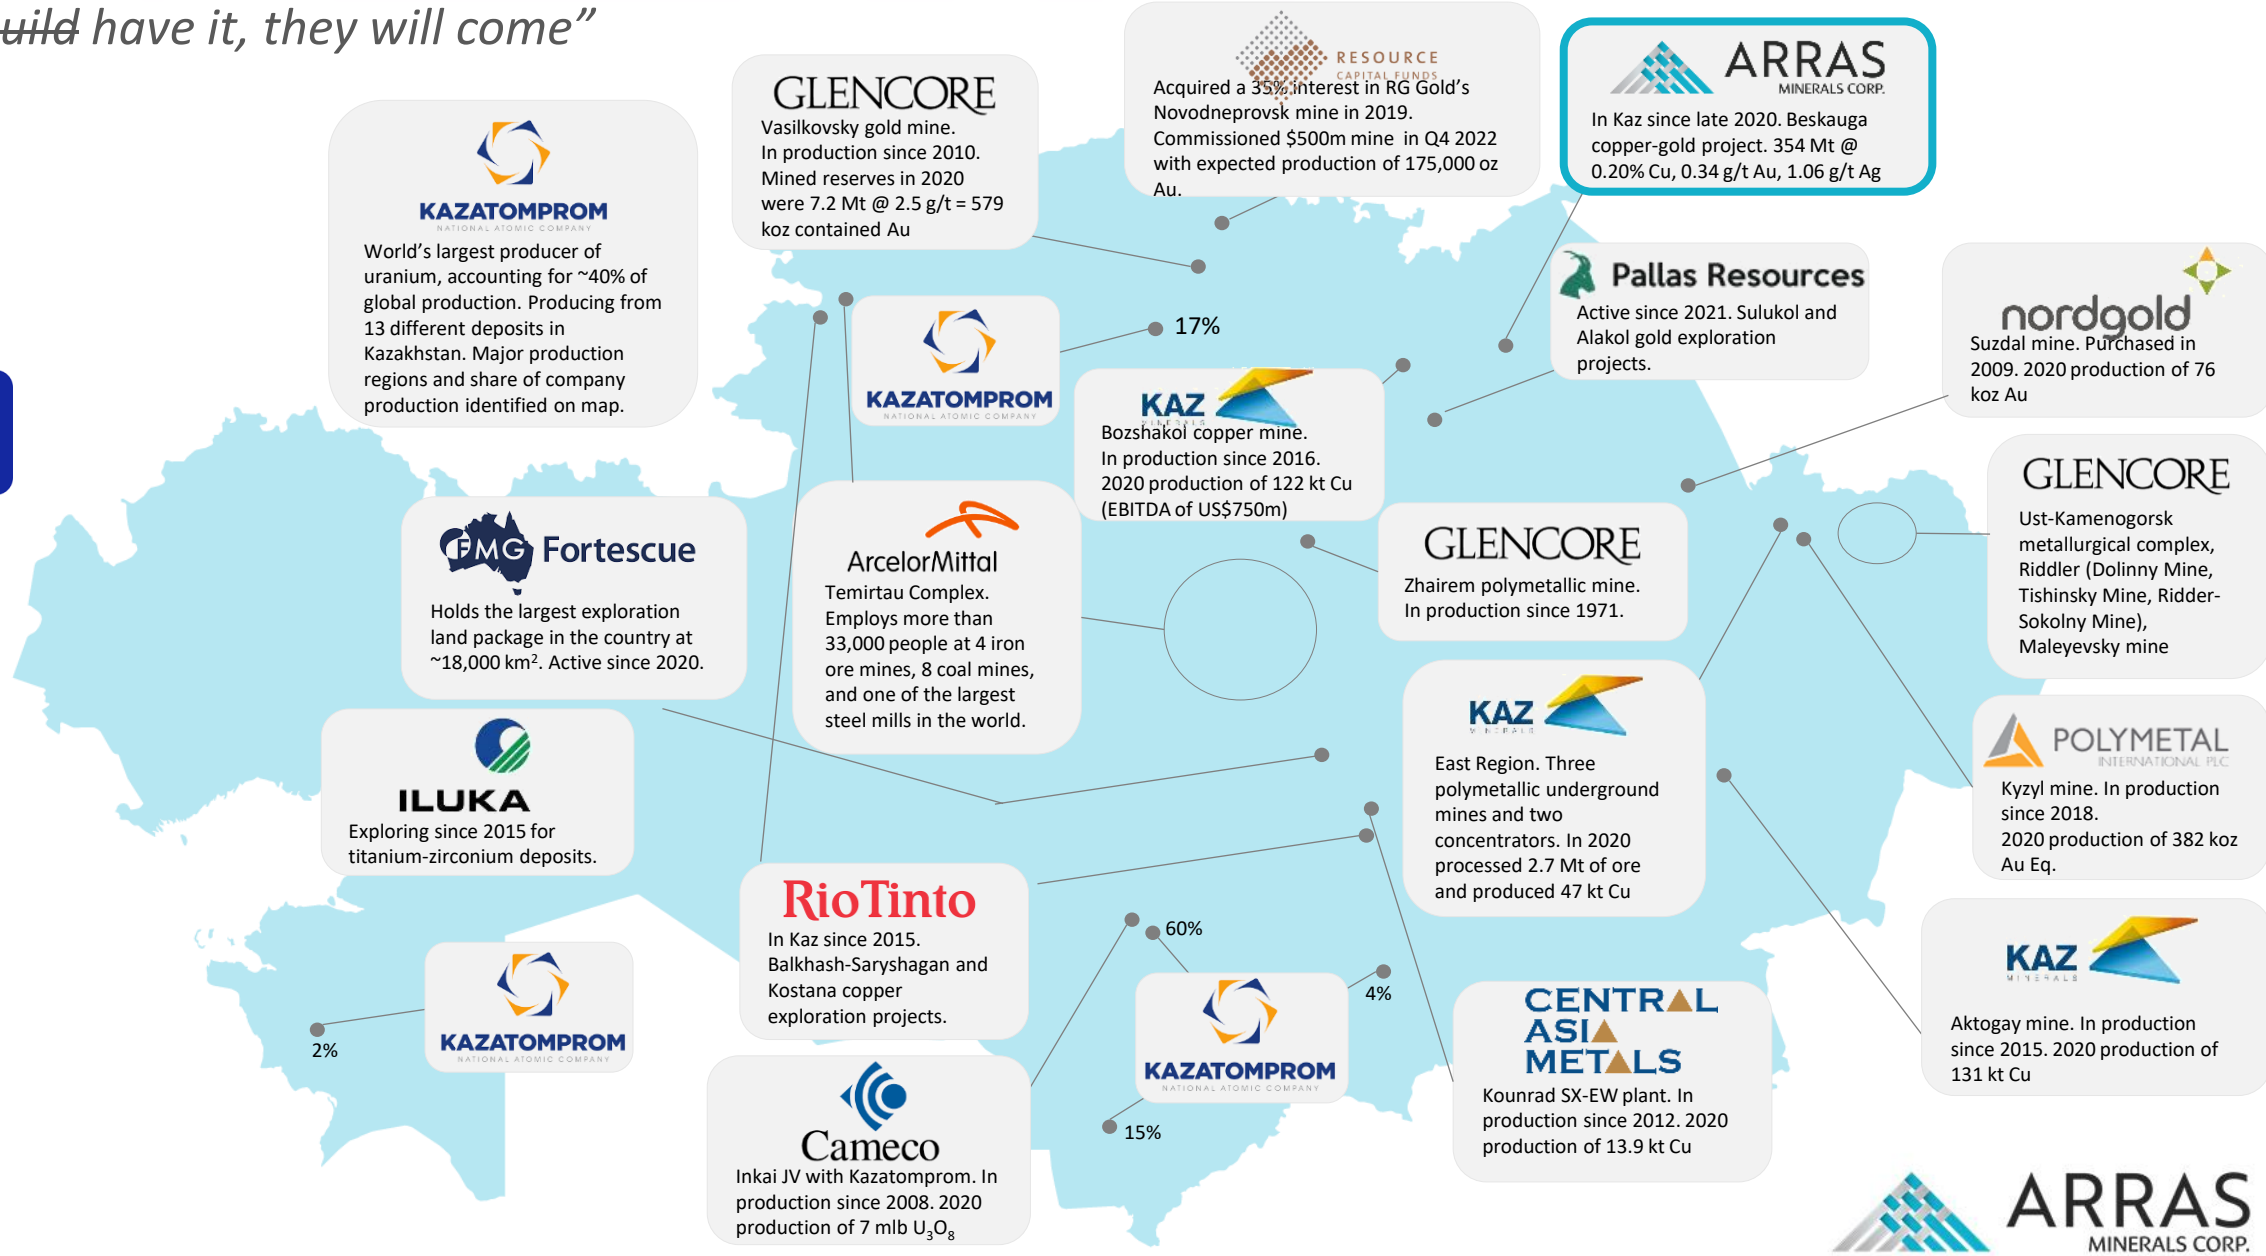 uild have it, they will come”
KAZATOMPROM
NATIONAL ATOMIC COMPANY
World’s largest producer of
uranium, accounting for ~40% of
global production. Producing from
13 different deposits in
Kazakhstan. Major production
regions and share of company
production identified on map.
GLENCORE
Vasilkovsky gold mine.
In production since 2010.
Mined reserves in 2020
were 7.2 Mt @ 2.5 g/t = 579
koz contained Au
RESOURCE
CAPITAL FUNDS
Acquired a 35% interest in RG Gold’s
Novodneprovsk mine in 2019.
Commissioned $500m mine in Q4 2022
with expected production of 175,000 oz
Au.
ARRAS
MINERALS CORP.
In Kaz since late 2020. Beskauga
copper-gold project. 354 Mt @
0.20% Cu, 0.34 g/t Au, 1.06 g/t Ag
Pallas Resources
Active since 2021. Sulukol and
Alakol gold exploration
projects.
nordgold
Suzdal mine. Purchased in
2009. 2020 production of 76
koz Au
KAZATOMPROM
NATIONAL ATOMIC COMPANY
17%
KAZ
MINERALS
Bozshakol copper mine.
In production since 2016.
2020 production of 122 kt Cu
(EBITDA of US$750m)
GLENCORE
Ust-Kamenogorsk
metallurgical complex,
Riddler (Dolinny Mine,
Tishinsky Mine, Ridder-
Sokolny Mine),
Maleyevsky mine
FMG Fortescue
Holds the largest exploration
land package in the country at
~18,000 km². Active since 2020.
ArcelorMittal
Temirtau Complex.
Employs more than
33,000 people at 4 iron
ore mines, 8 coal mines,
and one of the largest
steel mills in the world.
GLENCORE
Zhairem polymetallic mine.
In production since 1971.
KAZ
MINERALS
East Region. Three
polymetallic underground
mines and two
concentrators. In 2020
processed 2.7 Mt of ore
and produced 47 kt Cu
POLYMETAL
INTERNATIONAL PLC
Kyzyl mine. In production
since 2018.
2020 production of 382 koz
Au Eq.
ILUKA
Exploring since 2015 for
titanium-zirconium deposits.
RioTinto
In Kaz since 2015.
Balkhash-Saryshagan and
Kostana copper
exploration projects.
60%
KAZATOMPROM
NATIONAL ATOMIC COMPANY
4%
15%
KAZATOMPROM
NATIONAL ATOMIC COMPANY
2%
CENTRAL
ASIA
METALS
Kounrad SX-EW plant. In
production since 2012. 2020
production of 13.9 kt Cu
KAZ
MINERALS
Aktogay mine. In production
since 2015. 2020 production of
131 kt Cu
Cameco
Inkai JV with Kazatomprom. In
production since 2008. 2020
production of 7 mlb U₃O₈
ARRAS
MINERALS CORP.